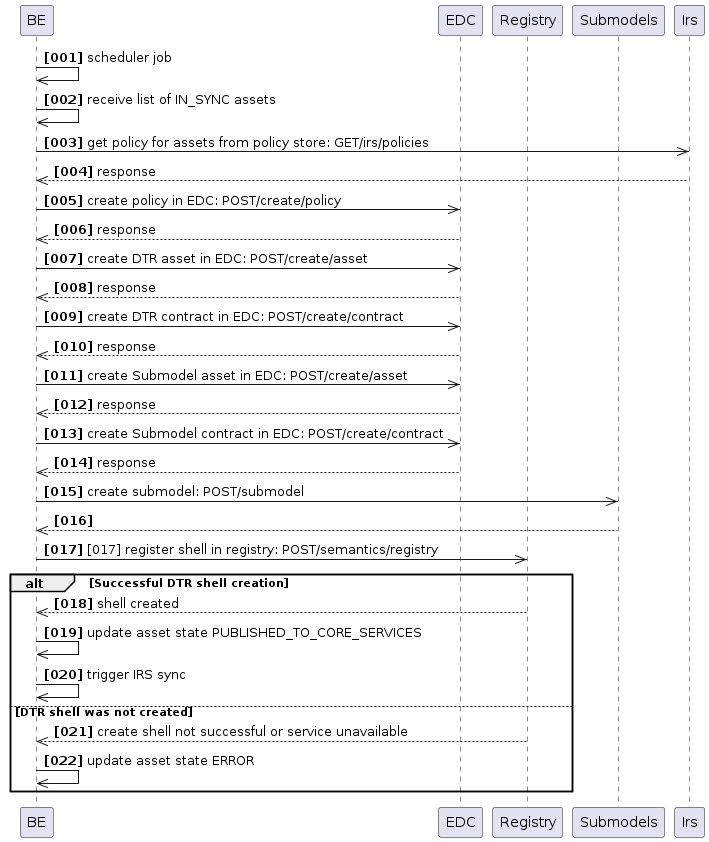 BE EDC Registry Submodels Irs
[001] scheduler job
[002] receive list of IN_SYNC assets
[003] get policy for assets from policy store: GET/irs/policies
[004] response
[005] create policy in EDC: POST/create/policy
[006] response
[007] create DTR asset in EDC: POST/create/asset
[008] response
[009] create DTR contract in EDC: POST/create/contract
[010] response
[011] create Submodel asset in EDC: POST/create/asset
[012] response
[013] create Submodel contract in EDC: POST/create/contract
[014] response
[015] create submodel: POST/submodel
[016]
[017] [017] register shell in registry: POST/semantics/registry
alt [Successful DTR shell creation]
[018] shell created
[019] update asset state PUBLISHED_TO_CORE_SERVICES
[020] trigger IRS sync
[DTR shell was not created]
[021] create shell not successful or service unavailable
[022] update asset state ERROR
BE EDC Registry Submodels Irs